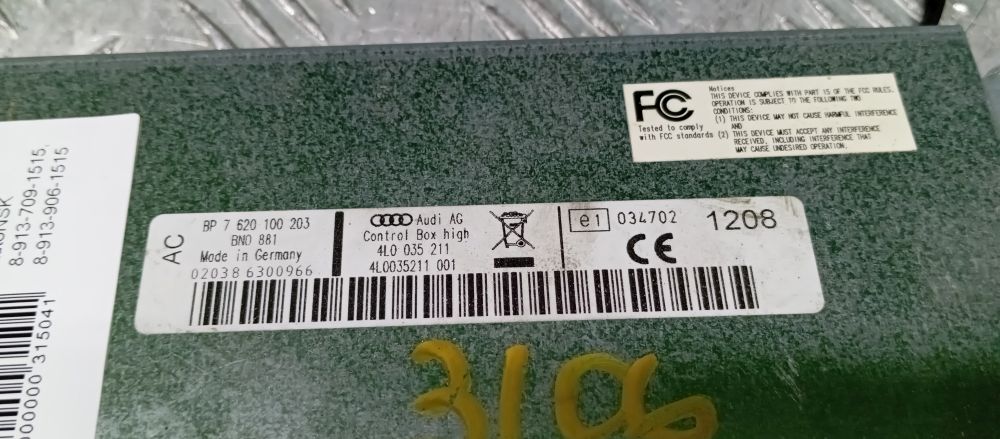 FC
Tested to comply
with FCC standards
Notices
THIS DEVICE COMPLIES WITH PART 15 OF THE FCC RULES.
OPERATION IS SUBJECT TO THE FOLLOWING TWO
CONDITIONS:
(1) THIS DEVICE MAY NOT CAUSE HARMFUL INTERFERENCE
AND
(2) THIS DEVICE MUST ACCEPT ANY INTERFERENCE
RECEIVED, INCLUDING INTERFERENCE THAT
MAY CAUSE UNDESIRED OPERATION.
8-913-709-1515,
8-913-906-1515
0000000 315041
AC
BP 7 620 100 203
BNO 881
Made in Germany
02038 6300966
Audi AG
Control Box high
4L0 035 211
4L0035211 001
e1 034702
CE
1208
3106